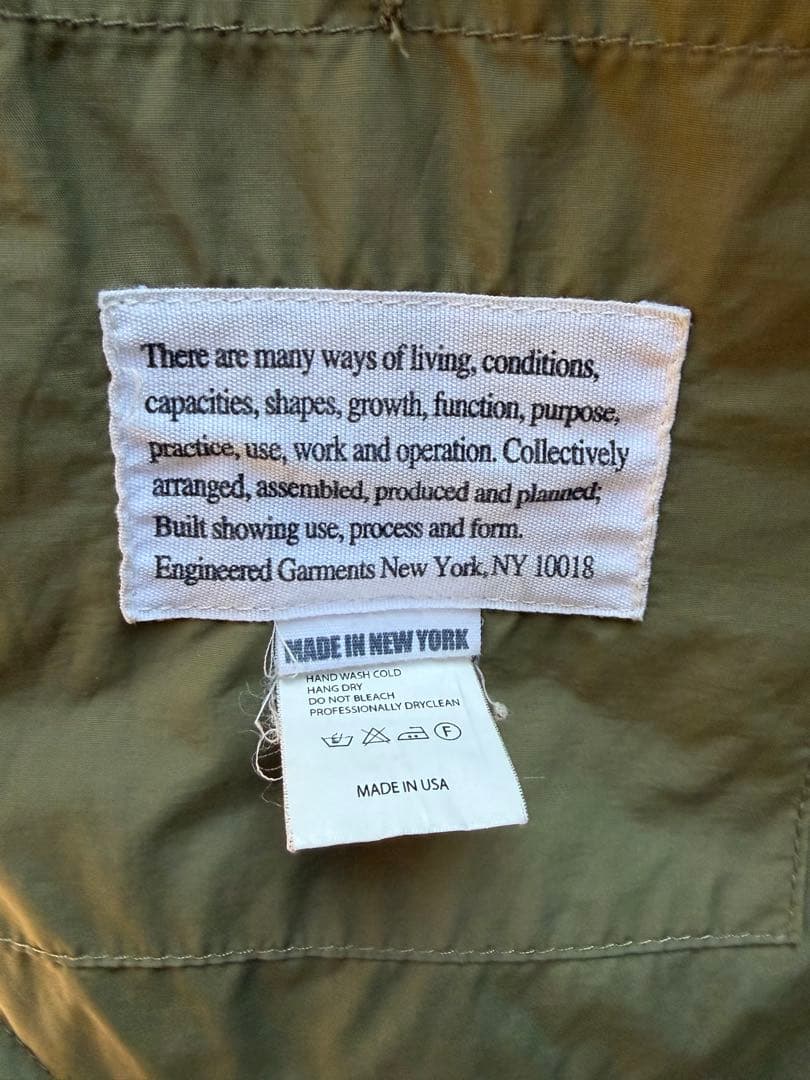 There are many ways of living, conditions,
capacities, shapes, growth, function, purpose,
practice, use, work and operation. Collectively
arranged, assembled, produced and planned;
Built showing use, process and form.
Engineered Garments New York, NY 10018
MADE IN NEW YORK
HAND WASH COLD
HANG DRY
DO NOT BLEACH
PROFESSIONALLY DRYCLEAN
F
MADE IN USA